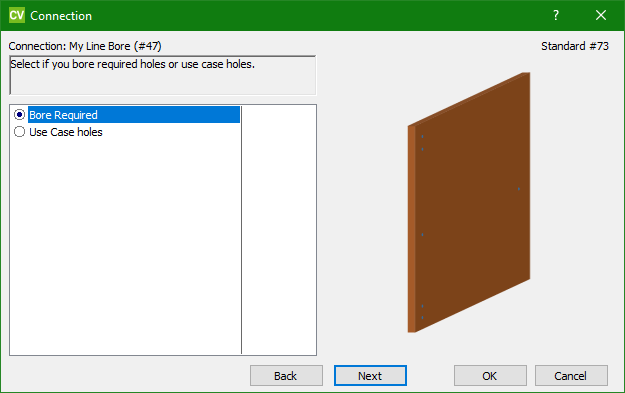 CV Connection ?
Connection: My Line Bore (#47)
Standard #73
Select if you bore required holes or use case holes.
Bore Required
Use Case holes
Back Next OK Cancel